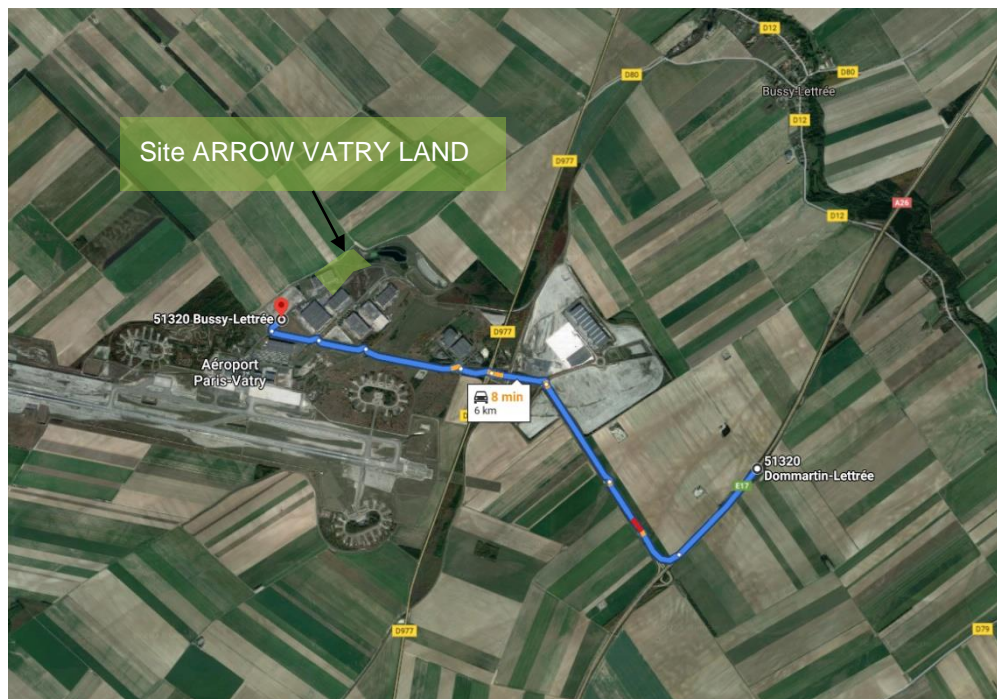 D12
D80
D80
Bussy-Lettrée
D12
Site ARROW VATRY LAND
D977
A26
D12
51320 Bussy-Lettrée
D977
Aéroport
Paris-Vatry
8 min
6 km
51320
Dommartin-Lettrée
E17
D977
D79